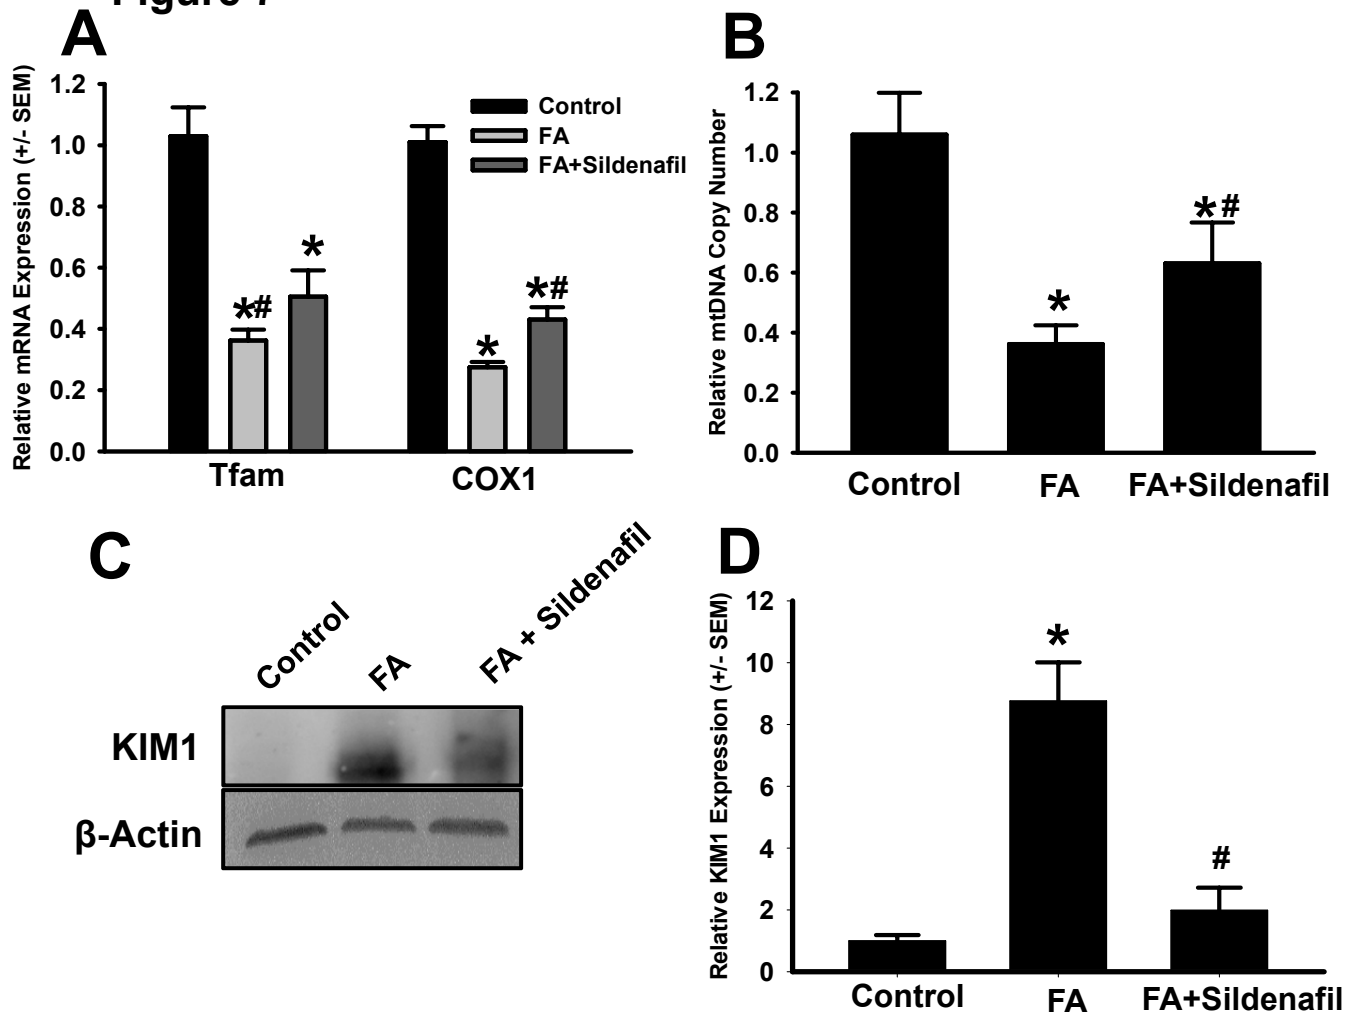 A
Relative mRNA Expression (+/- SEM)
1.2
1.0
0.8
0.6
0.4
0.2
0.0
Control
FA
FA+Sildenafil
*#
*
*
*#
Tfam
COX1
B
Relative mtDNA Copy Number
1.2
1.0
0.8
0.6
0.4
0.2
0.0
*
*#
Control
FA
FA+Sildenafil
C
Control
FA
FA + Sildenafil
KIM1
β-Actin
D
Relative KIM1 Expression (+/- SEM)
12
10
8
6
4
2
0
*
#
Control
FA
FA+Sildenafil